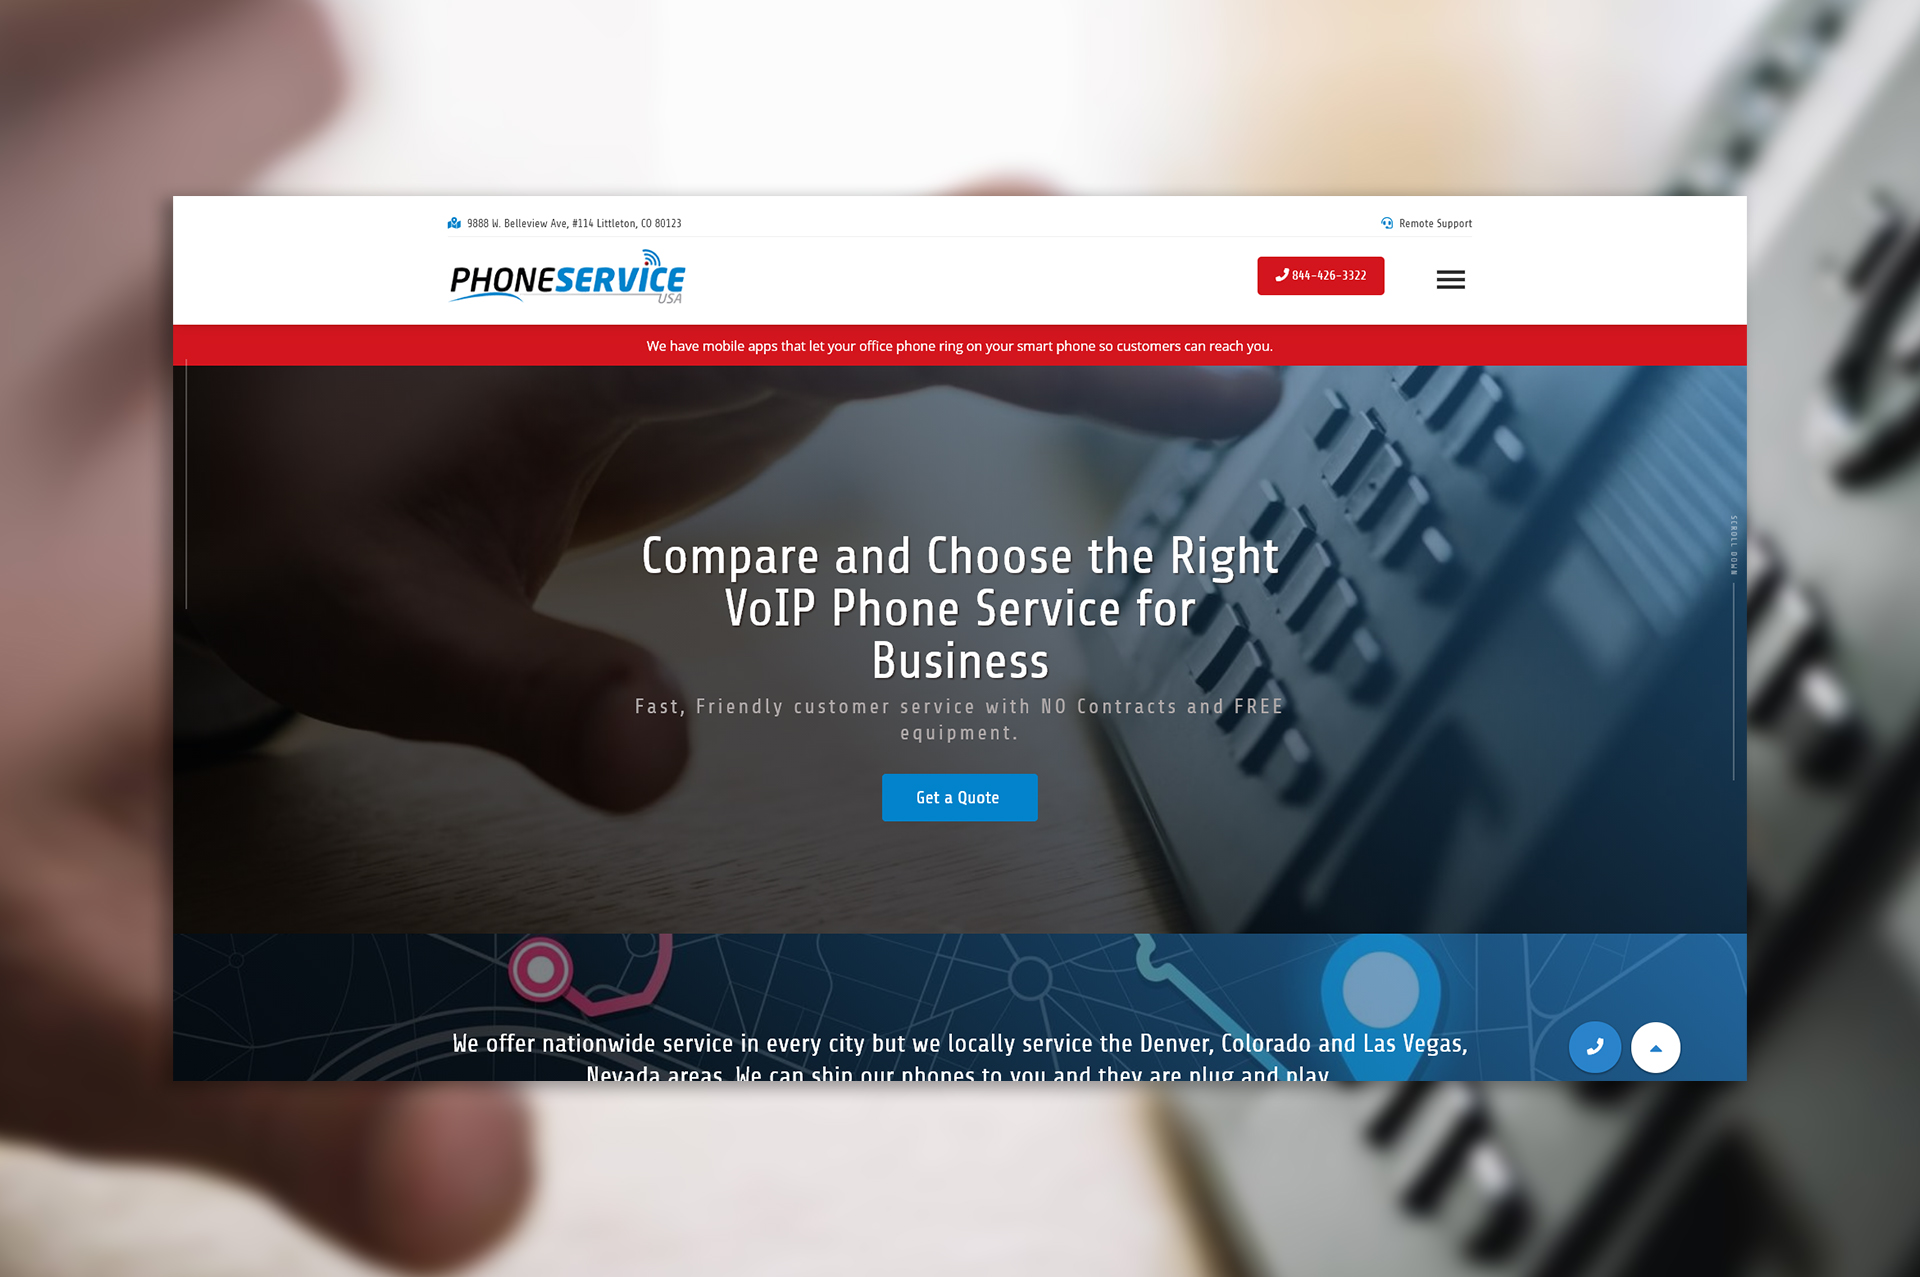 9888 W. Belleview Ave, #114 Littleton, CO 80123
Remote Support
PHONESERVICE
USA
844-426-3322
We have mobile apps that let your office phone ring on your smart phone so customers can reach you.
Compare and Choose the Right
VoIP Phone Service for
Business
Fast, Friendly customer service with NO Contracts and FREE
equipment.
Get a Quote
SCROLL DOWN
We offer nationwide service in every city but we locally service the Denver, Colorado and Las Vegas,
Nevada areas. We can ship our phones to you and they are plug and play.